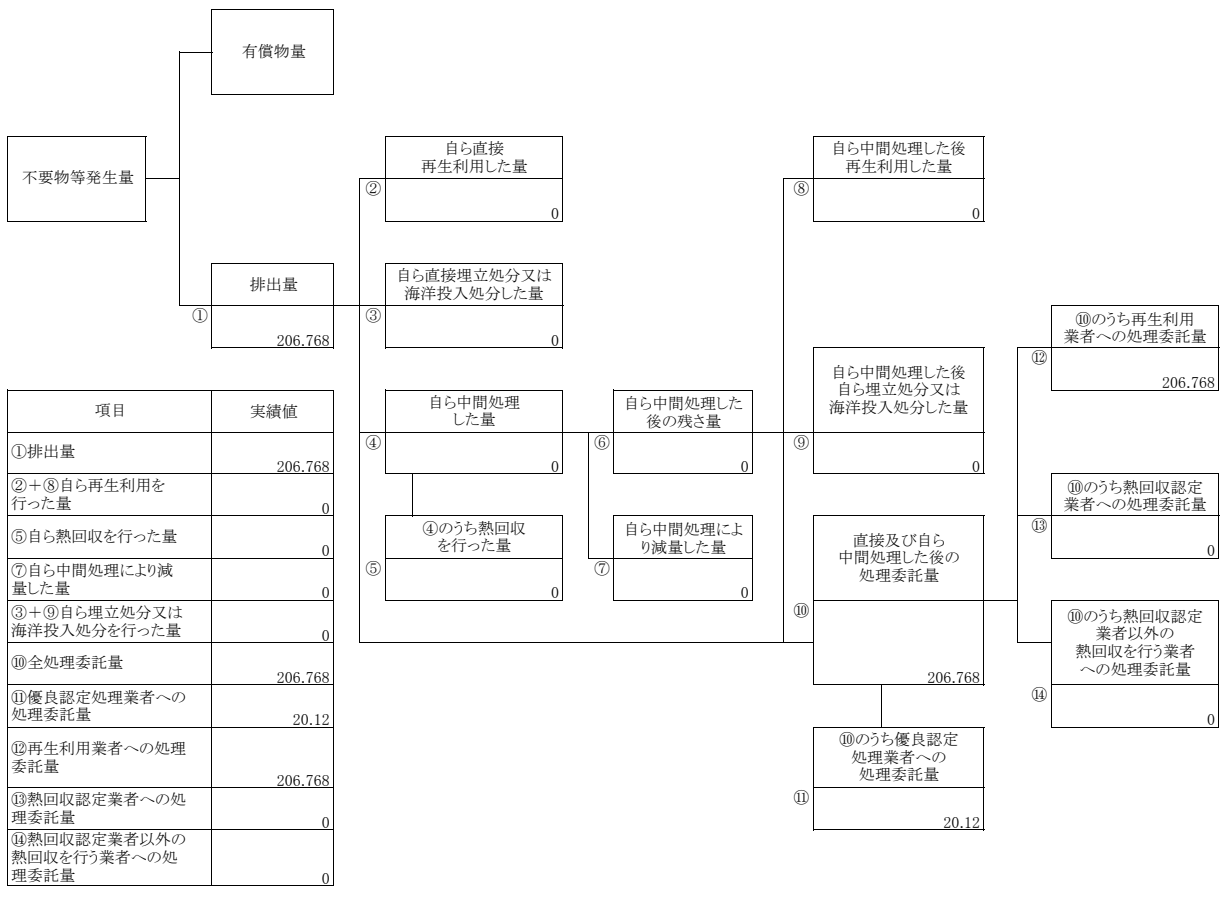 有償物量
不要物等発生量
自ら直接
再生利用した量
②
0
自ら中間処理した後
再生利用した量
⑧
0
排出量
①
206.768
自ら直接埋立処分又は
海洋投入処分した量
③
0
⑩のうち再生利用
業者への処理委託量
⑫
206.768
自ら中間処理した後
自ら埋立処分又は
海洋投入処分した量
⑨
0
自ら中間処理
した量
④
0
自ら中間処理した
後の残さ量
⑥
0
⑩のうち熱回収認定
業者への処理委託量
⑬
0
④のうち熱回収
を行った量
⑤
0
自ら中間処理によ
り減量した量
⑦
0
直接及び自ら
中間処理した後の
処理委託量
⑩
206.768
⑩のうち熱回収認定
業者以外の
熱回収を行う業者
への処理委託量
⑭
0
⑩のうち優良認定
処理業者への
処理委託量
⑪
20.12
項目 実績値
①排出量
206.768
②+⑧自ら再生利用を
行った量
0
⑤自ら熱回収を行った量
0
⑦自ら中間処理により減
量した量
0
③+⑨自ら埋立処分又は
海洋投入処分を行った量
0
⑩全処理委託量
206.768
⑪優良認定処理業者への
処理委託量
20.12
⑫再生利用業者への処理
委託量
206.768
⑬熱回収認定業者への処
理委託量
0
⑭熱回収認定業者以外の
熱回収を行う業者への処
理委託量
0